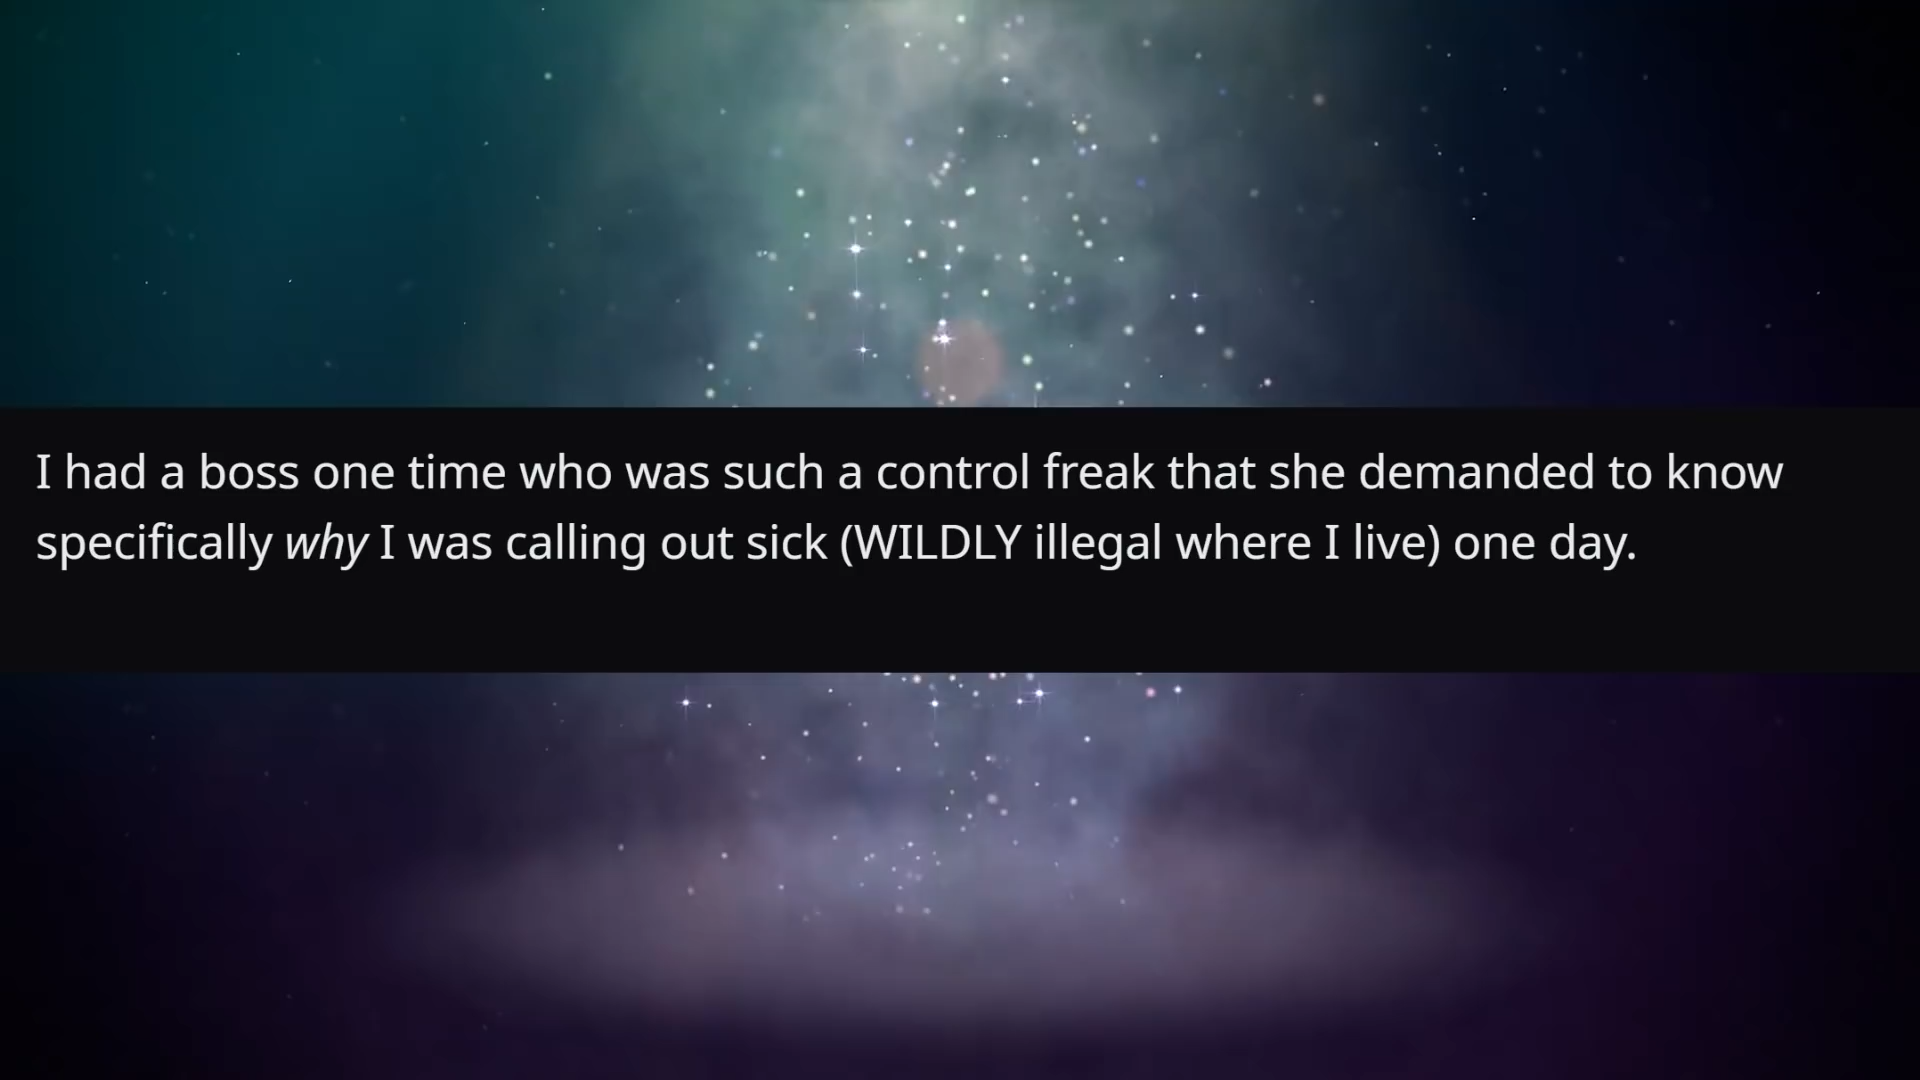 I had a boss one time who was such a control freak that she demanded to know
specifically why I was calling out sick (WILDLY illegal where I live) one day.